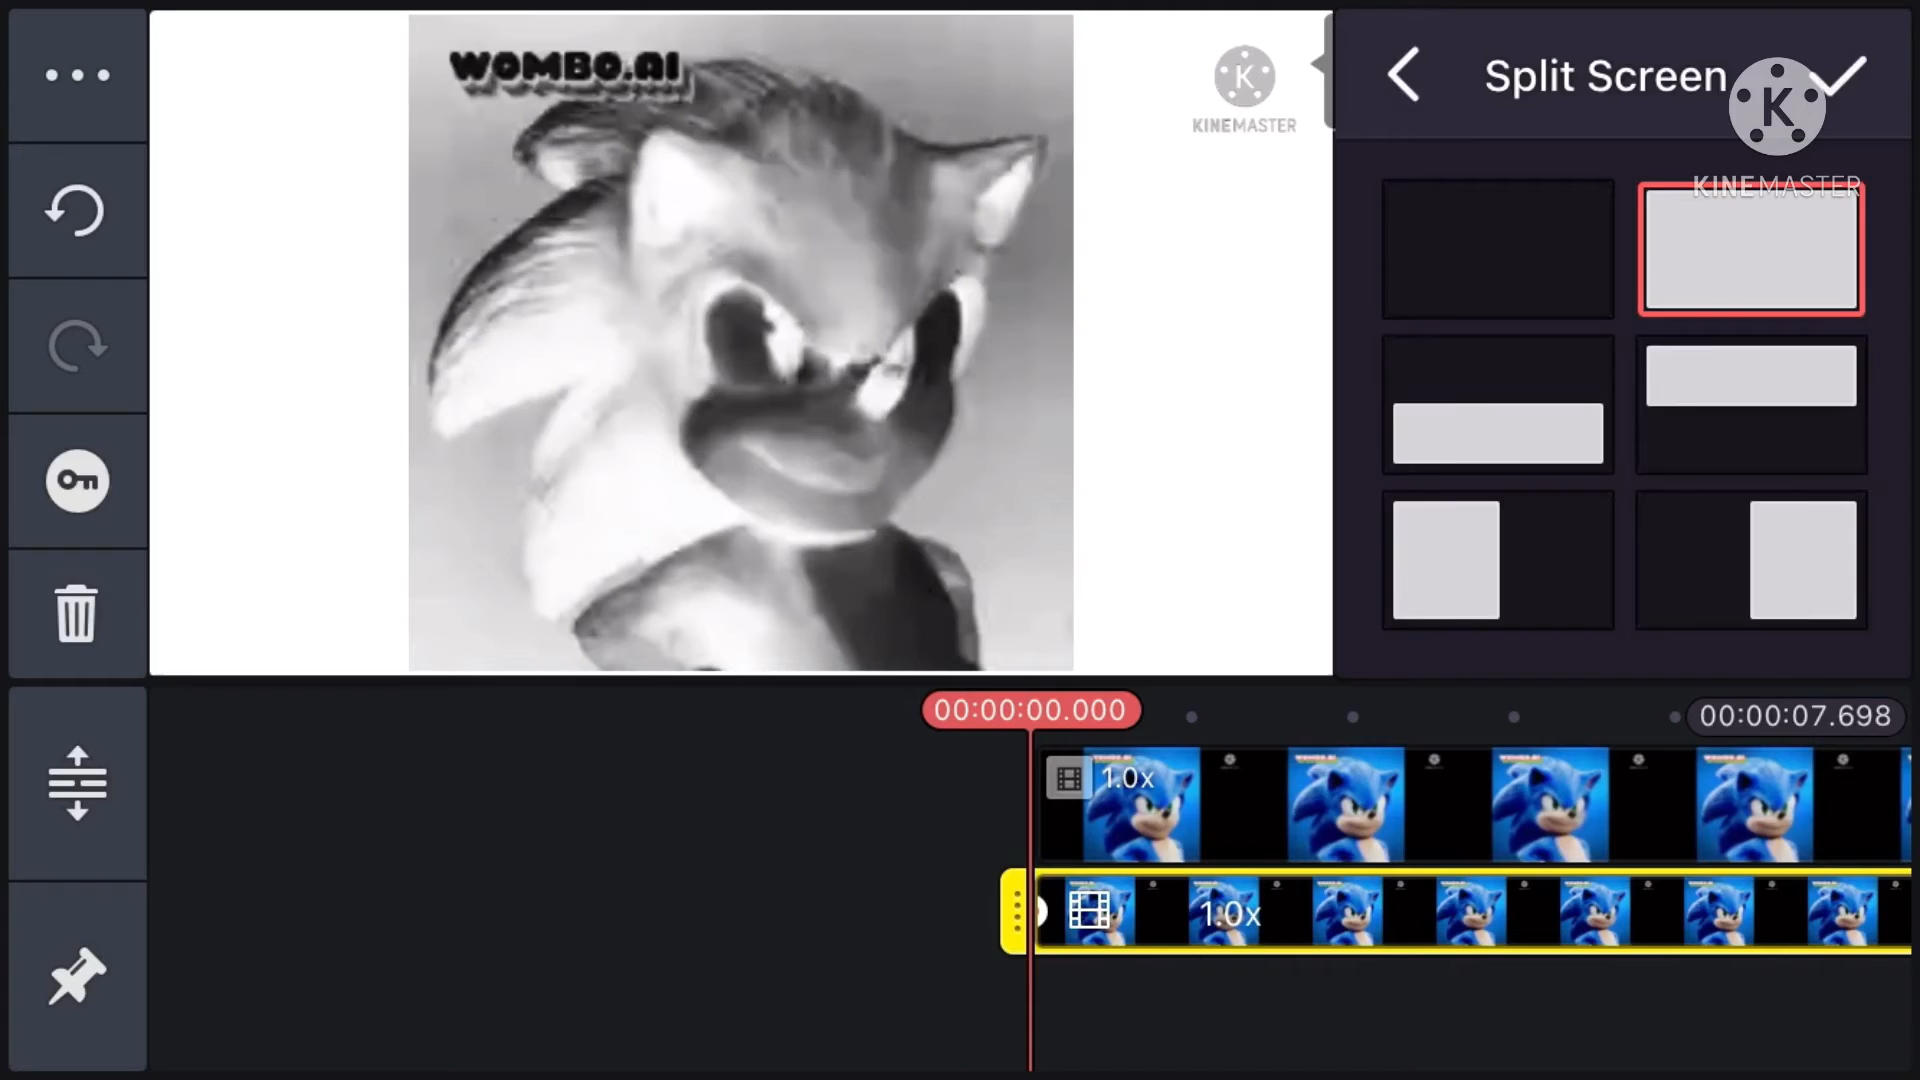 WOMBO.AI
K
KINEMASTER
Split Screen
K
KINEMASTER
00:00:00.000
00:00:07.698
1.0x
1.0x